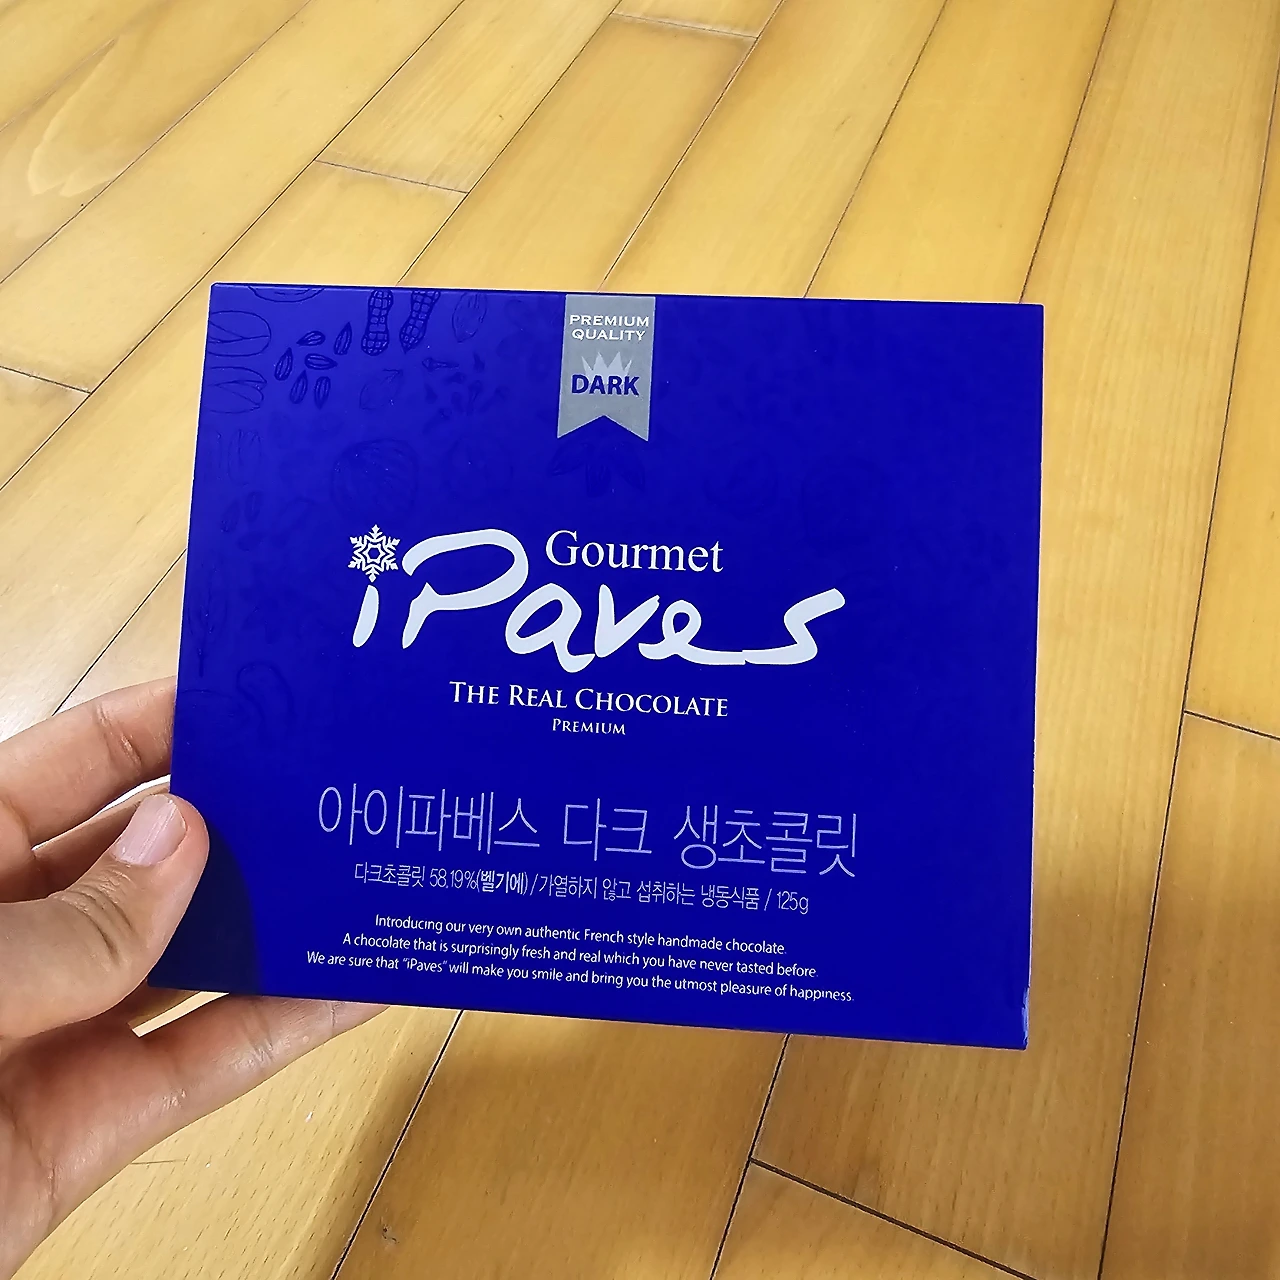 PREMIUM
QUALITY
DARK
Gourmet
iPaves
THE REAL CHOCOLATE
PREMIUM
아이파베스 다크 생초콜릿
다크초콜릿 58.19%(벨기에) / 가열하지 않고 섭취하는 냉동식품 / 125g
Introducing our very own authentic French style handmade chocolate.
A chocolate that is surprisingly fresh and real which you have never tasted before.
We are sure that “iPaves” will make you smile and bring you the utmost pleasure of happiness.